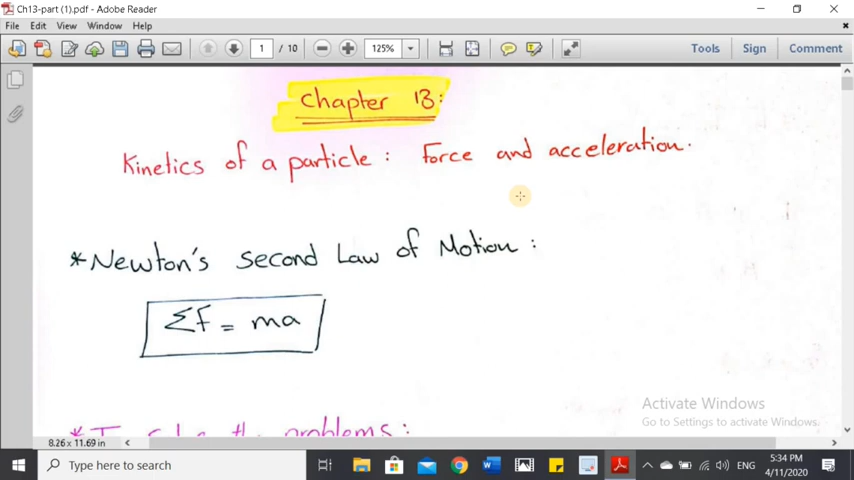 Ch13-part (1).pdf - Adobe Reader
File Edit View Window Help
1 / 10 125% Tools Sign Comment
Chapter 13:
Kinetics of a particle : Force and acceleration.
*Newton's second Law of Motion :
ΣF = ma
the problems:
Activate Windows
Go to Settings to activate Windows.
8.26 x 11.69 in
Type here to search
ENG
5:34 PM
4/11/2020